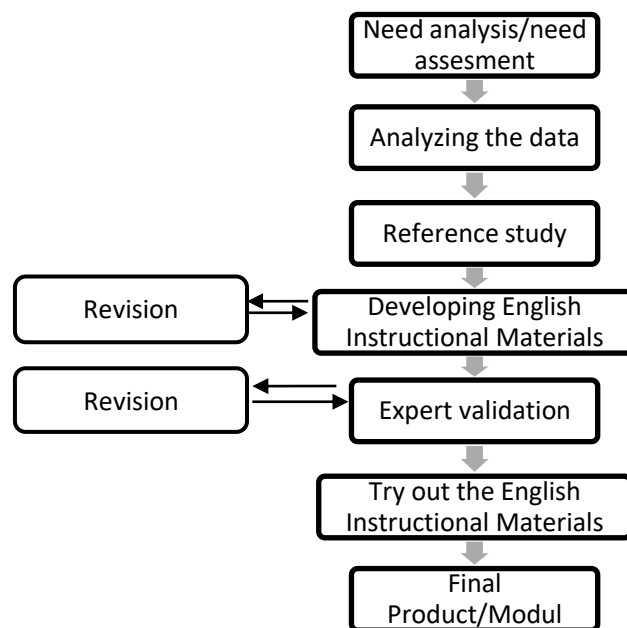 Need analysis/need
assesment
Analyzing the data
Reference study
Revision
Developing English
Instructional Materials
Revision
Expert validation
Try out the English
Instructional Materials
Final
Product/Modul